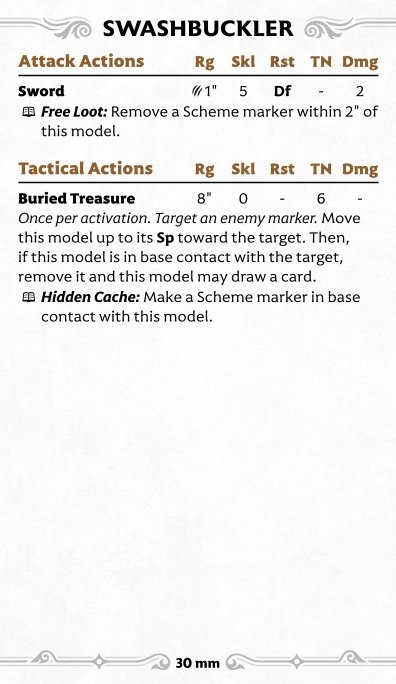 SWASHBUCKLER
Attack Actions Rg Skl Rst TN Dmg
Sword 1" 5 Df - 2
Free Loot: Remove a Scheme marker within 2" of
this model.
Tactical Actions Rg Skl Rst TN Dmg
Buried Treasure 8" 0 - 6 -
Once per activation. Target an enemy marker. Move
this model up to its Sp toward the target. Then,
if this model is in base contact with the target,
remove it and this model may draw a card.
Hidden Cache: Make a Scheme marker in base
contact with this model.
30 mm